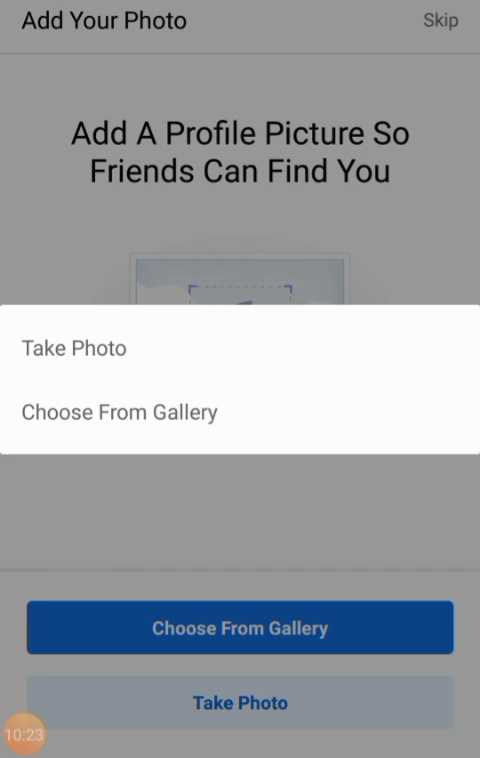 Add Your Photo
Skip
Add A Profile Picture So
Friends Can Find You
Take Photo
Choose From Gallery
Choose From Gallery
Take Photo
10:23